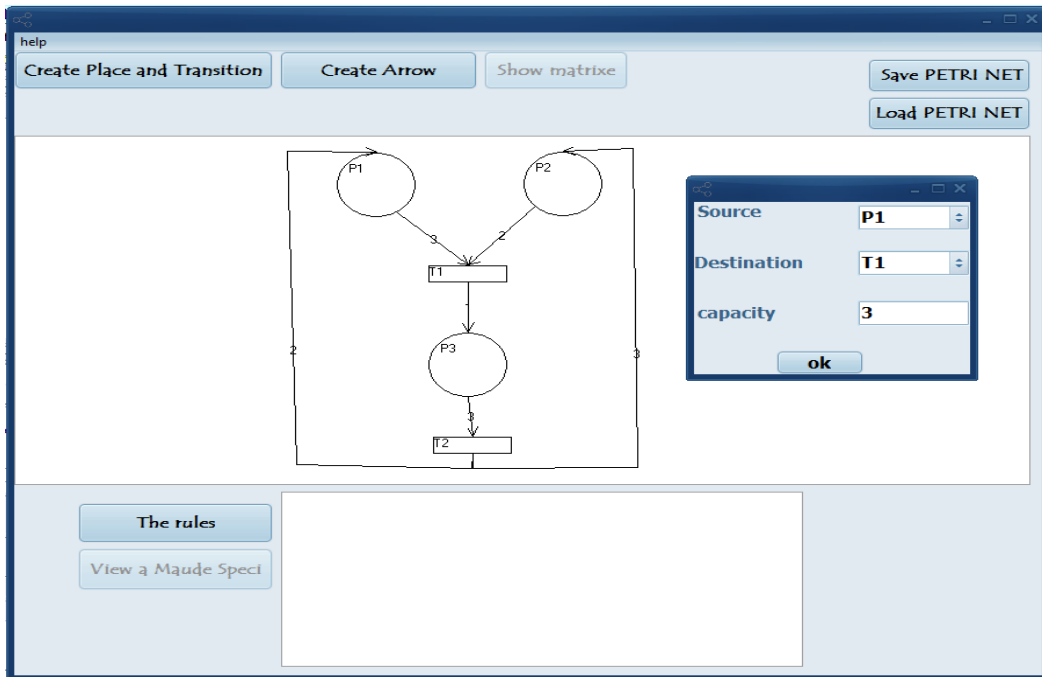 help
Create Place and Transition
Create Arrow
Show matrixe
Save PETRI NET
Load PETRI NET
P1
P2
3
2
T1
P3
2
3
3
T2
Source
P1
Destination
T1
capacity
3
ok
The rules
View a Maude Speci